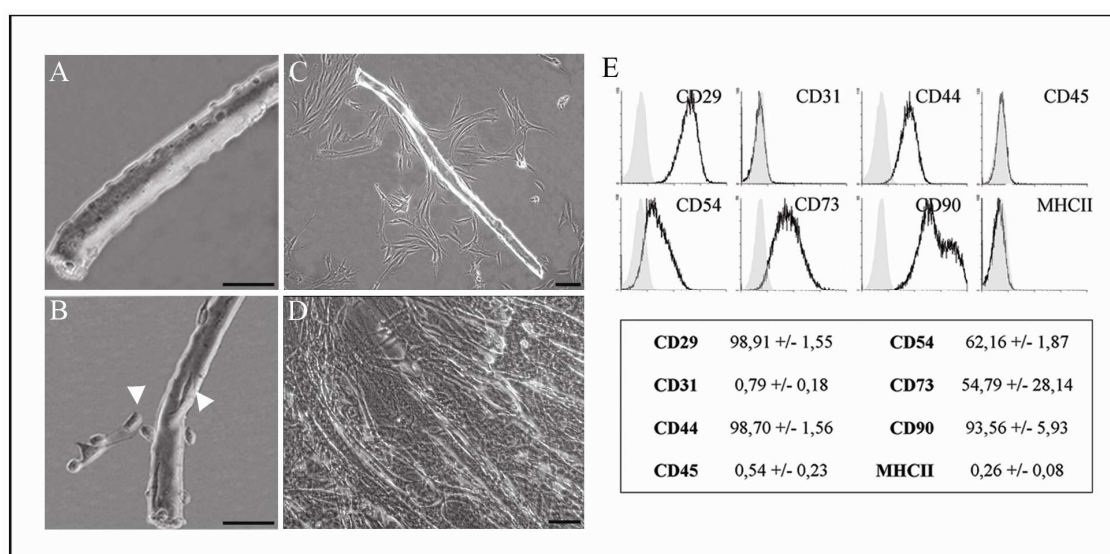 A
C
B
D
E
CD29
CD31
CD44
CD45
CD54
CD73
CD90
MHCII
CD29 98,91 +/- 1,55 CD54 62,16 +/- 1,87
CD31 0,79 +/- 0,18 CD73 54,79 +/- 28,14
CD44 98,70 +/- 1,56 CD90 93,56 +/- 5,93
CD45 0,54 +/- 0,23 MHCII 0,26 +/- 0,08